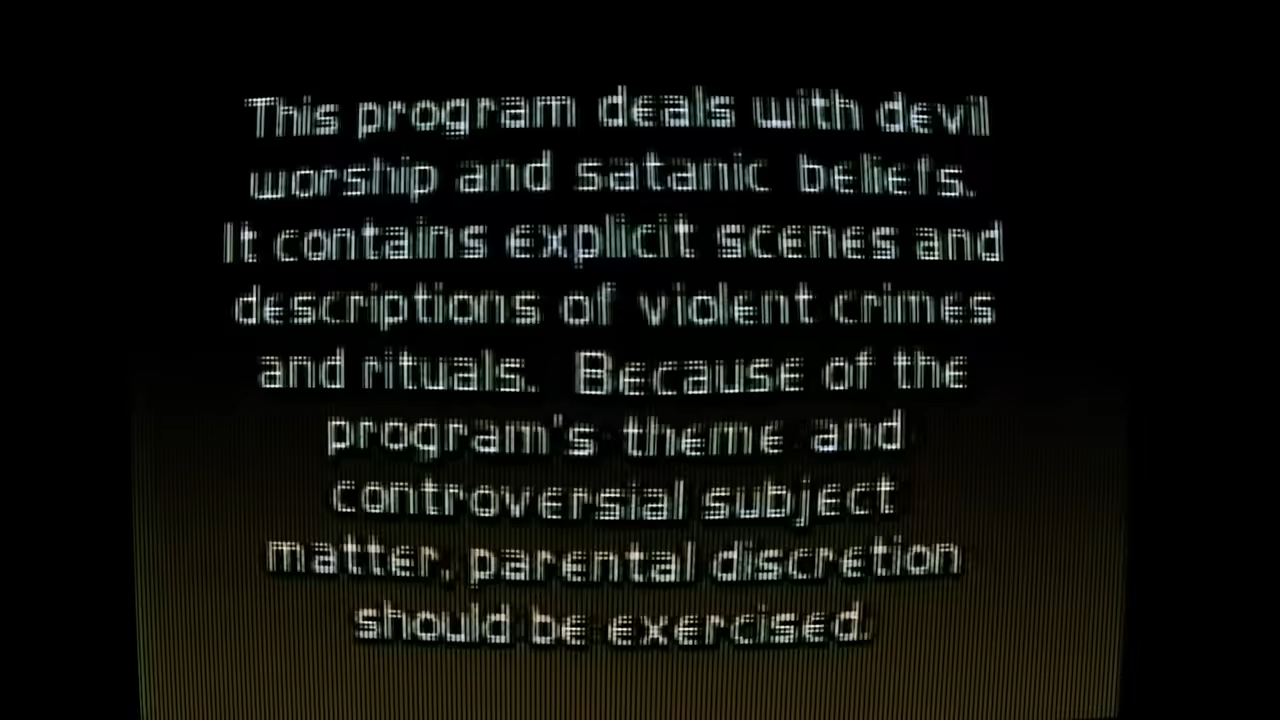 This program deals with devil
worship and satanic beliefs.
It contains explicit scenes and
descriptions of violent crimes
and rituals. Because of the
program's theme and
controversial subject
matter, parental discretion
should be exercised.